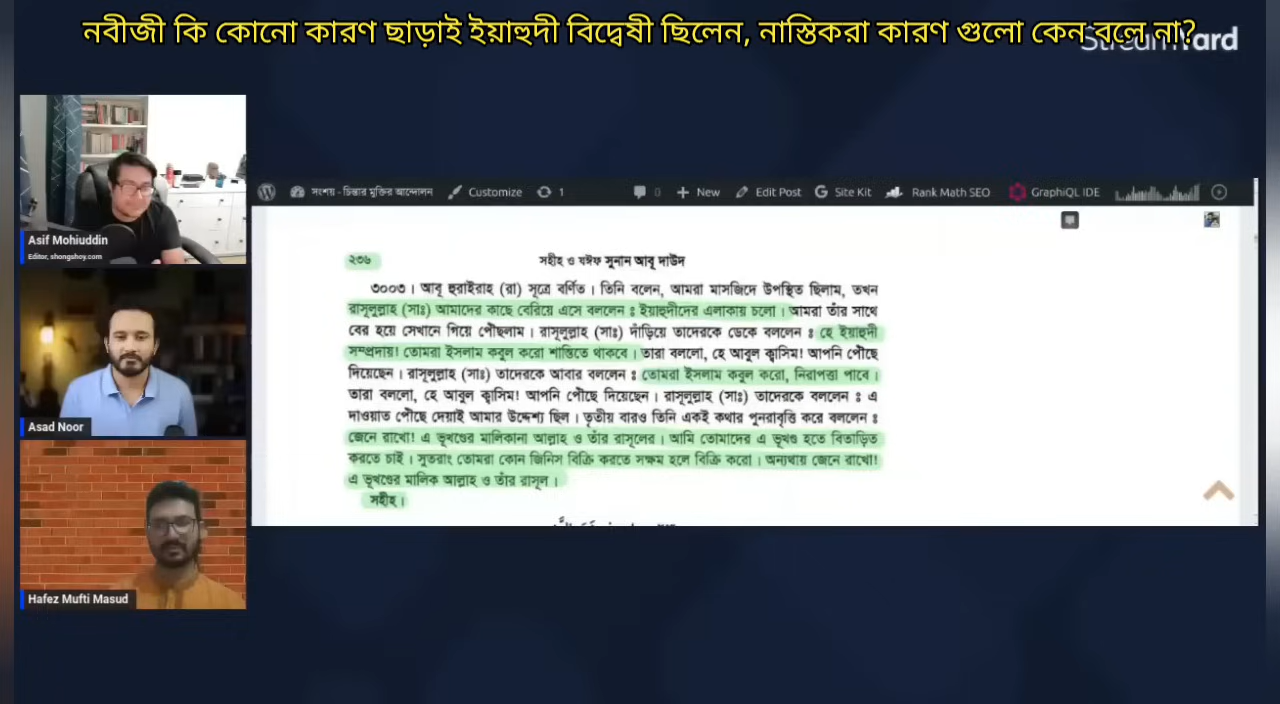 নবীজী কি কোনো কারণ ছাড়াই ইয়াহুদী বিদ্বেষী ছিলেন, নাস্তিকরা কারণ গুলো কেন বলে না?
StreamYard
সংশয় - চিন্তার মুক্তির আন্দোলন Customize 1 0 New Edit Post Site Kit Rank Math SEO GraphiQL IDE
Asif Mohiuddin
Editor, shongshoy.com
Asad Noor
Hafez Mufti Masud
২৩৬ সহীহ ও যঈফ সুনান আবূ দাউদ
৩০০৩। আবূ হুরাইরাহ (রা) সূত্রে বর্ণিত। তিনি বলেন, আমরা মাসজিদে উপস্থিত ছিলাম, তখন
রাসূলুল্লাহ (সাঃ) আমাদের কাছে বেরিয়ে এসে বললেন ঃ ইয়াহুদীদের এলাকায় চলো। আমরা তাঁর সাথে
বের হয়ে সেখানে গিয়ে পৌঁছলাম। রাসূলুল্লাহ (সাঃ) দাঁড়িয়ে তাদেরকে ডেকে বললেন ঃ হে ইয়াহুদী
সম্প্রদায়! তোমরা ইসলাম কবুল করো শান্তিতে থাকবে। তারা বললো, হে আবুল ক্বাসিম! আপনি পৌঁছে
দিয়েছেন। রাসূলুল্লাহ (সাঃ) তাদেরকে আবার বললেন ঃ তোমরা ইসলাম কবুল করো, নিরাপত্তা পাবে।
তারা বললো, হে আবুল ক্বাসিম! আপনি পৌঁছে দিয়েছেন। রাসূলুল্লাহ (সাঃ) তাদেরকে বললেন ঃ এ
দাওয়াত পৌঁছে দেয়াই আমার উদ্দেশ্য ছিল। তৃতীয় বারও তিনি একই কথার পুনরাবৃত্তি করে বললেন ঃ
জেনে রাখো! এ ভূখণ্ডের মালিকানা আল্লাহ ও তাঁর রাসূলের। আমি তোমাদের এ ভূখণ্ড হতে বিতাড়িত
করতে চাই। সুতরাং তোমরা কোন জিনিস বিক্রি করতে সক্ষম হলে বিক্রি করো। অন্যথায় জেনে রাখো!
এ ভূখণ্ডের মালিক আল্লাহ ও তাঁর রাসূল।
সহীহ।